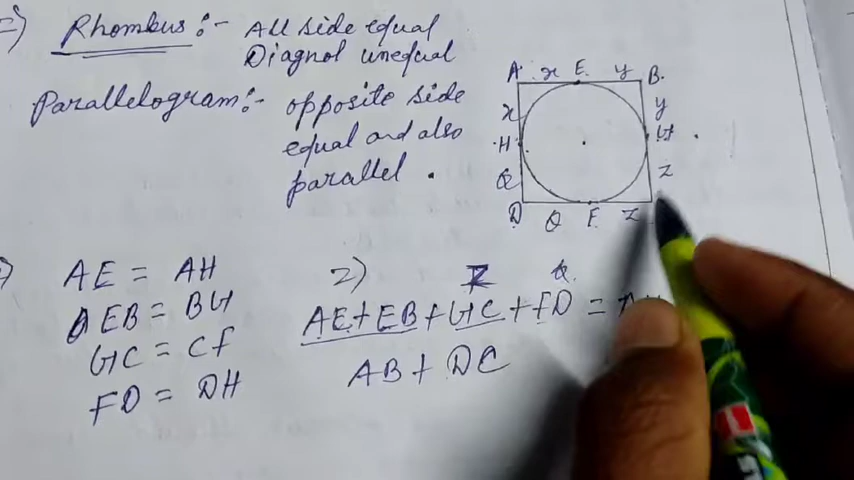 =) Rhombus :- All side equal
Diagnol unequal
Parallelogram :- opposite side
equal and also
parallel .
A x E y B
x y
H G
Q z
D Q F z
AE = AH
EB = BG
GC = CF
FD = DH
2)
AE + EB + GC + FD =
AB + DC